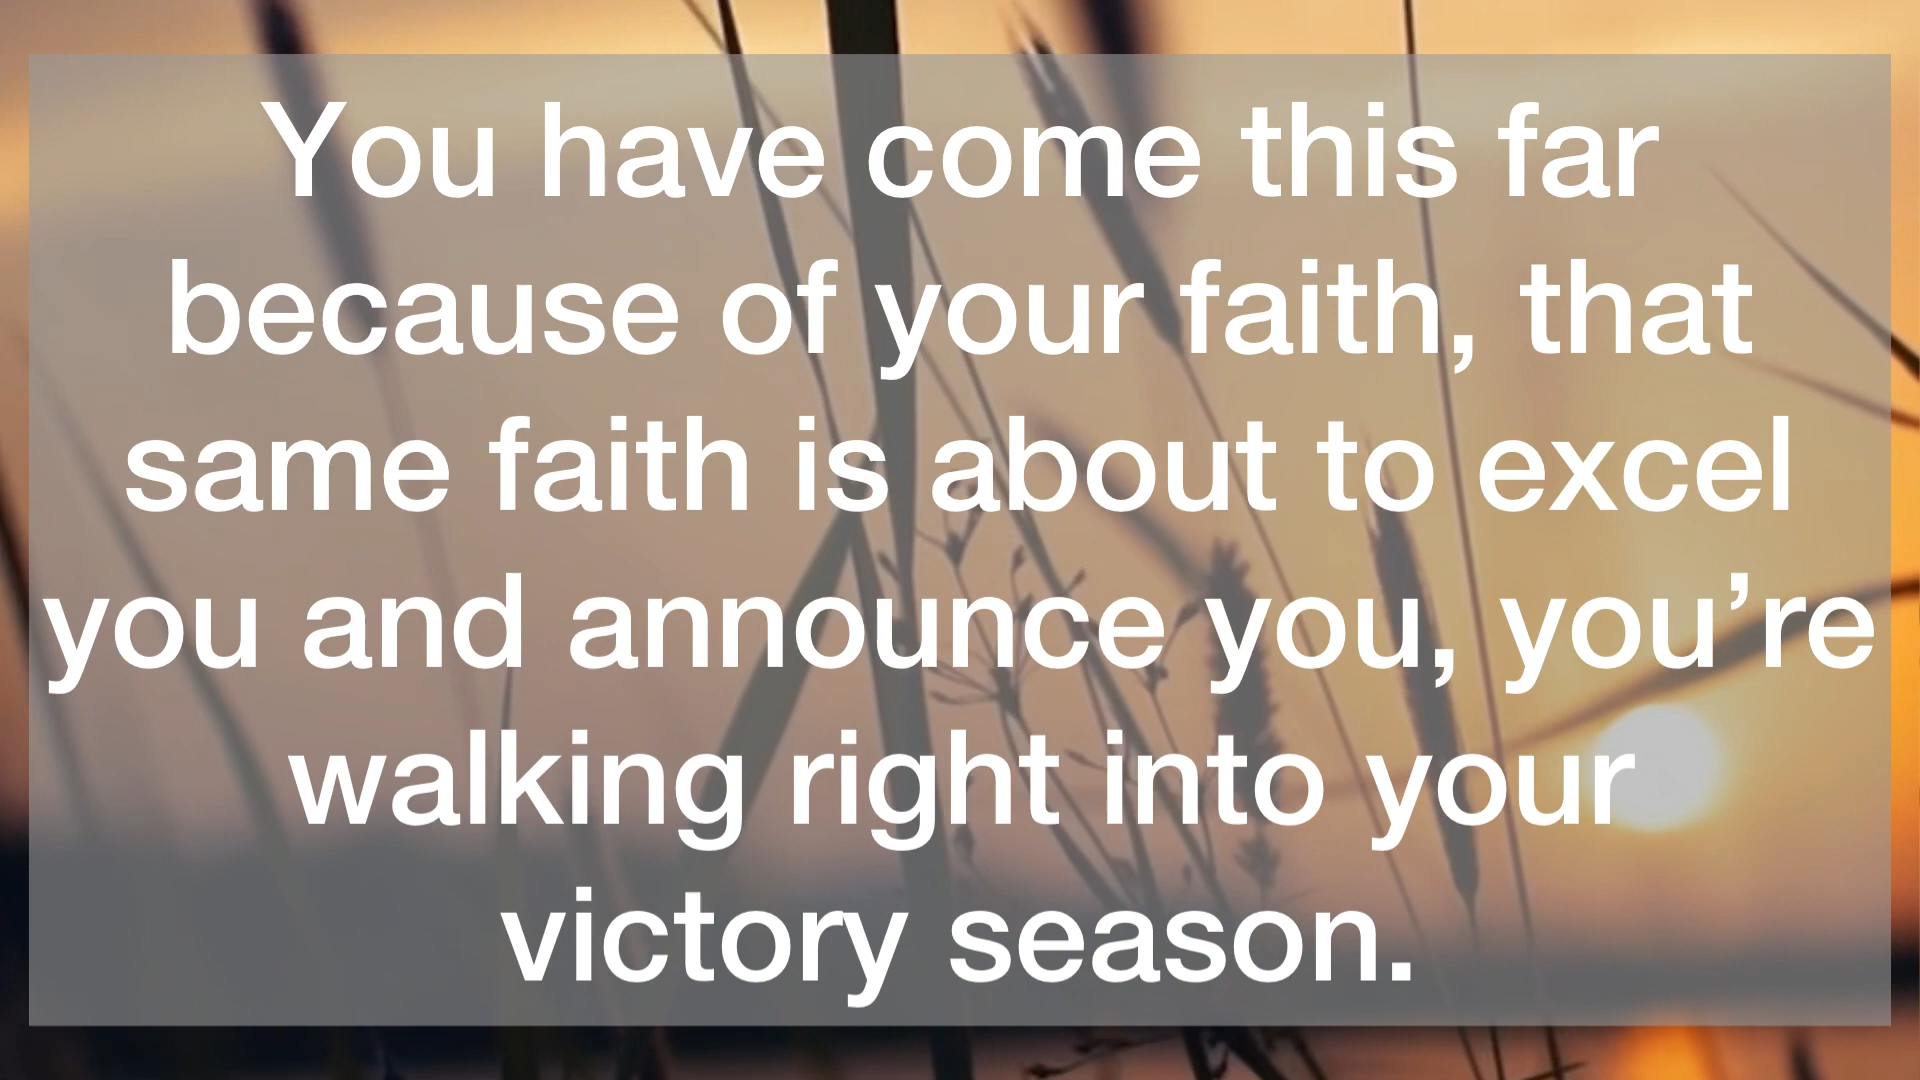 You have come this far
because of your faith, that
same faith is about to excel
you and announce you, you’re
walking right into your
victory season.